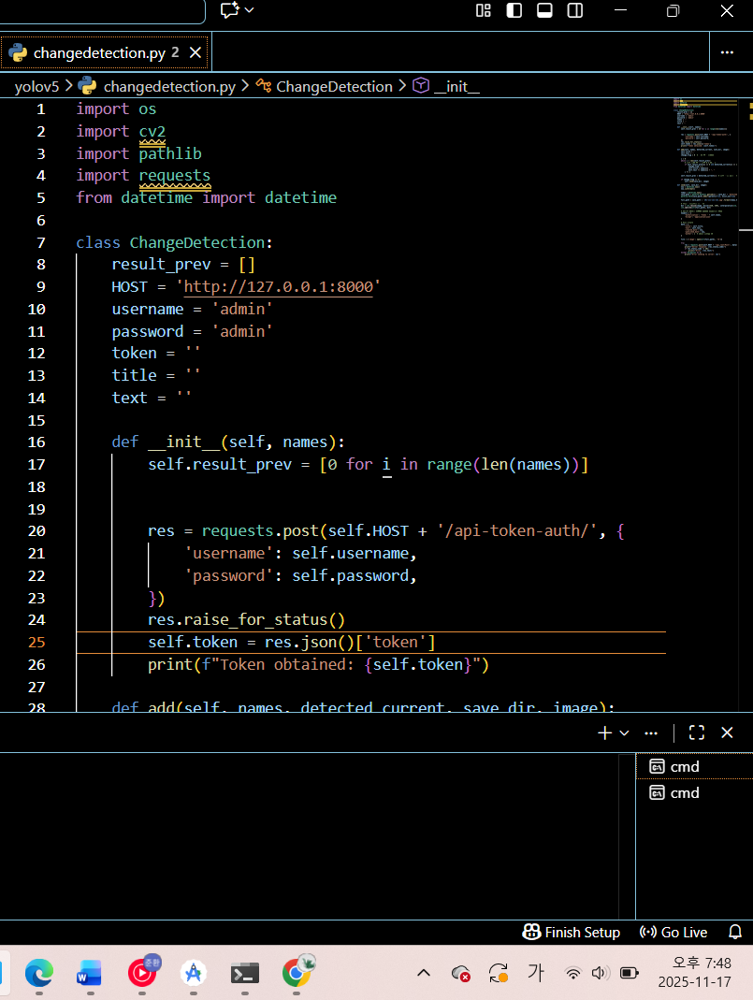 changedetection.py 2
yolov5 > changedetection.py > ChangeDetection > __init__
1 import os
2 import cv2
3 import pathlib
4 import requests
5 from datetime import datetime
6
7 class ChangeDetection:
8 result_prev = []
9 HOST = 'http://127.0.0.1:8000'
10 username = 'admin'
11 password = 'admin'
12 token = ''
13 title = ''
14 text = ''
15
16 def __init__(self, names):
17 self.result_prev = [0 for i in range(len(names))]
18
19
20 res = requests.post(self.HOST + '/api-token-auth/', {
21 'username': self.username,
22 'password': self.password,
23 })
24 res.raise_for_status()
25 self.token = res.json()['token']
26 print(f"Token obtained: {self.token}")
27
28 def add(self, names, detected_current, save_dir, image):
cmd
cmd
Finish Setup Go Live
가 오후 7:48
2025-11-17